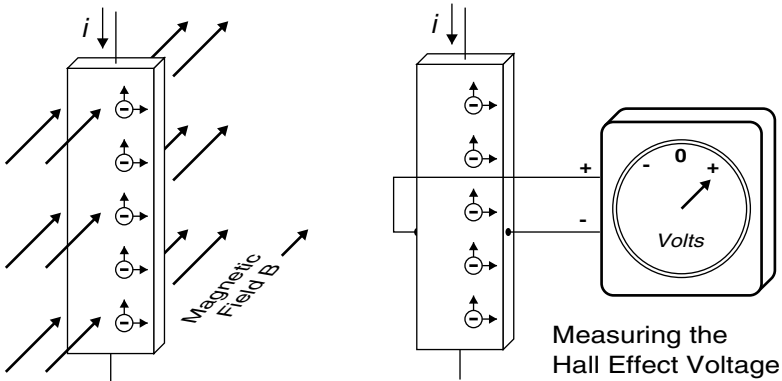 i
Magnetic
Field B
i
+
-
- 0 +
Volts
Measuring the
Hall Effect Voltage